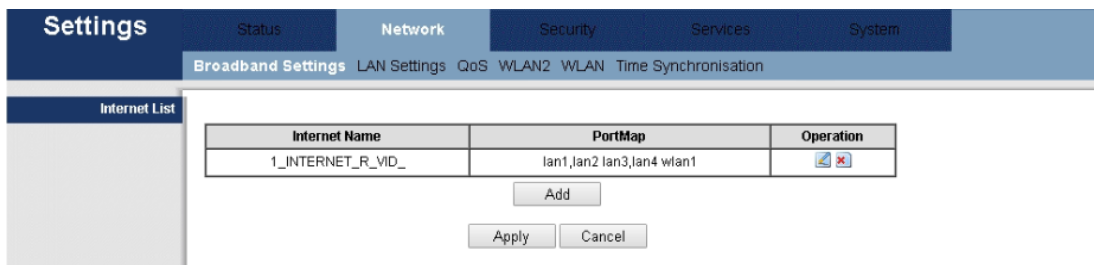 Settings
Status Network Security Services System
Broadband Settings LAN Settings QoS WLAN2 WLAN Time Synchronisation
Internet List
Internet Name PortMap Operation
1_INTERNET_R_VID_ lan1,lan2 lan3,lan4 wlan1
Add
Apply Cancel